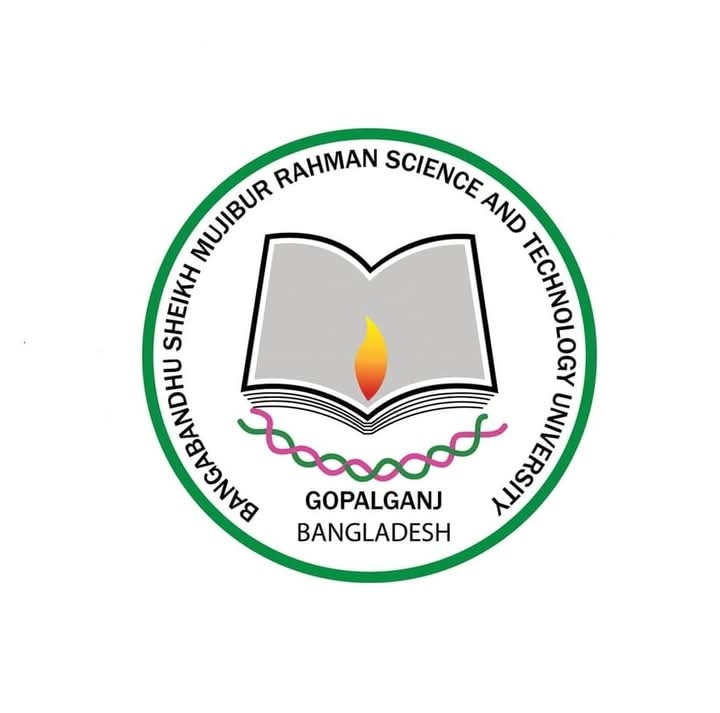 BANGABANDHU SHEIKH MUJIBUR RAHMAN SCIENCE AND TECHNOLOGY UNIVERSITY
GOPALGANJ
BANGLADESH